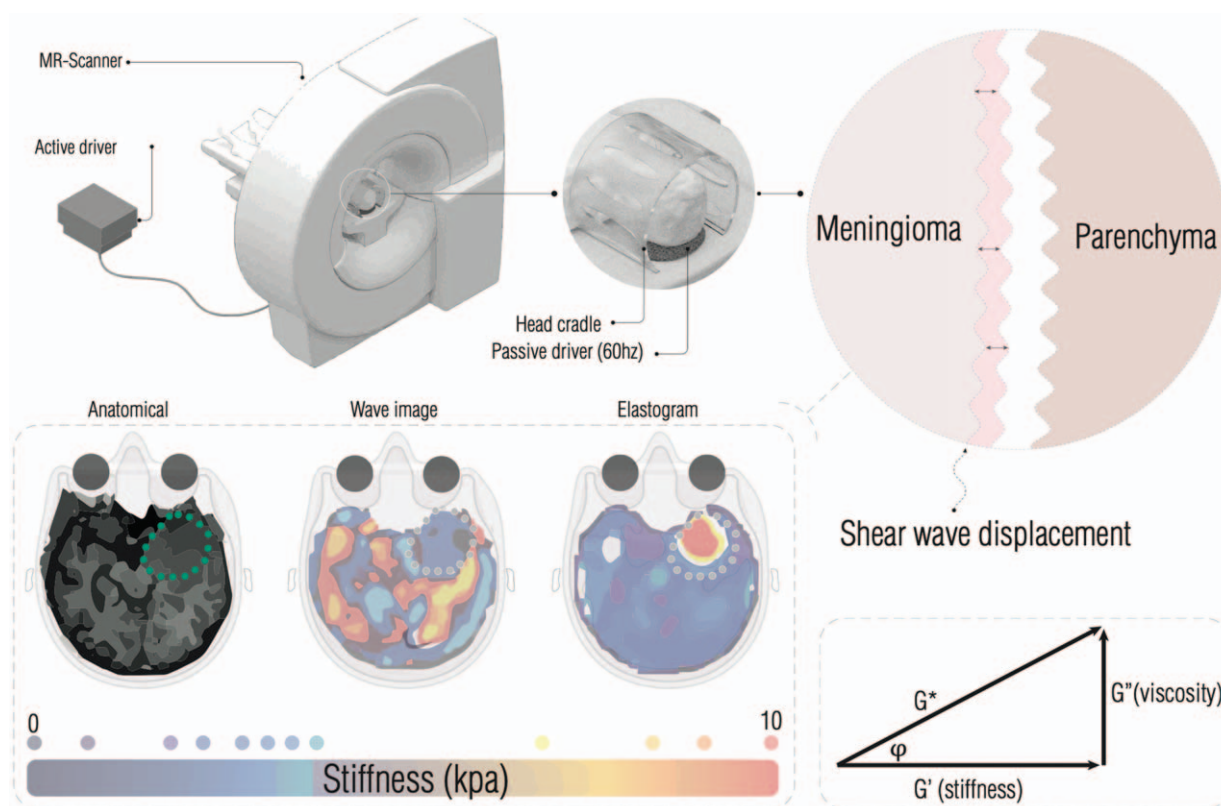 MR-Scanner
Active driver
Head cradle
Passive driver (60hz)
Meningioma
Parenchyma
Shear wave displacement
Anatomical
Wave image
Elastogram
0
10
Stiffness (kpa)
G*
G" (viscosity)
φ
G' (stiffness)